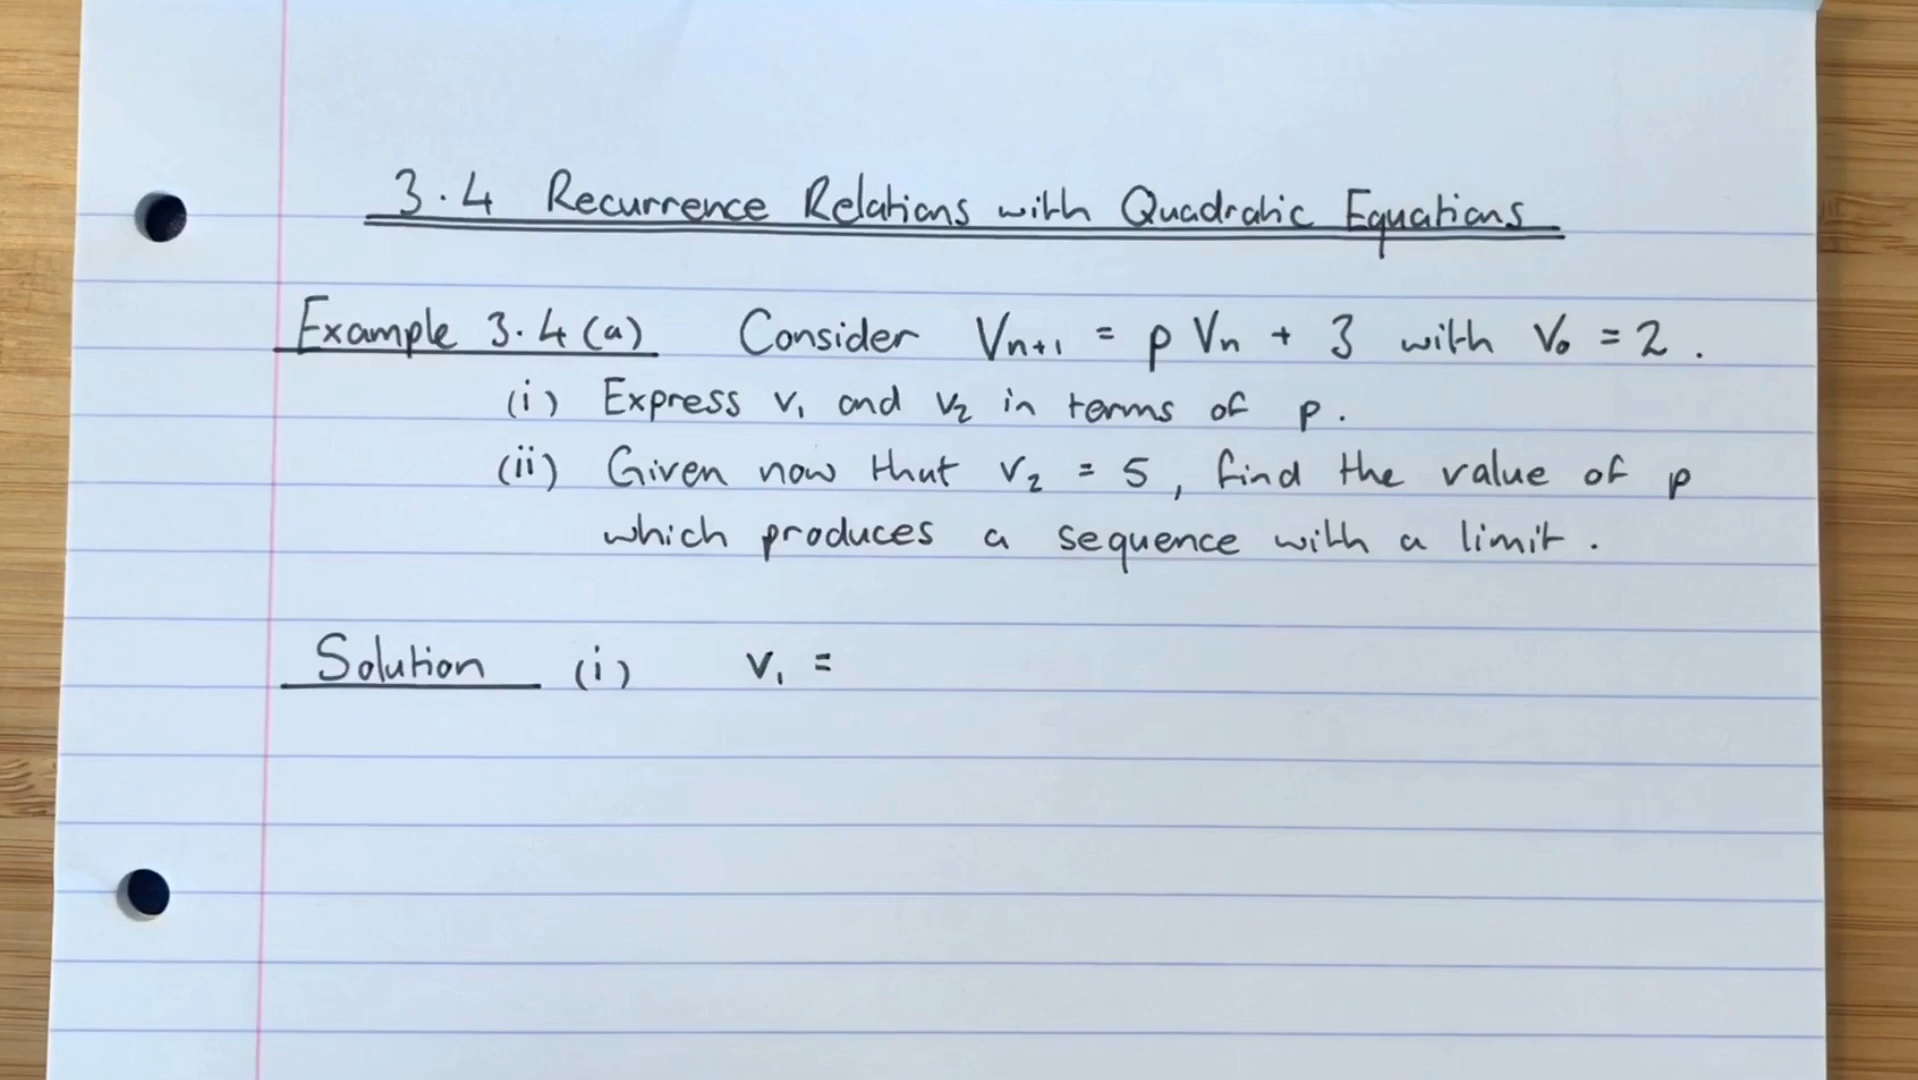 3.4 Recurrence Relations with Quadratic Equations
Example 3.4 (a) Consider Vₙ₊₁ = p Vₙ + 3 with V₀ = 2 .
(i) Express v₁ and v₂ in terms of p .
(ii) Given now that v₂ = 5 , find the value of p
which produces a sequence with a limit .
Solution (i) v₁ =